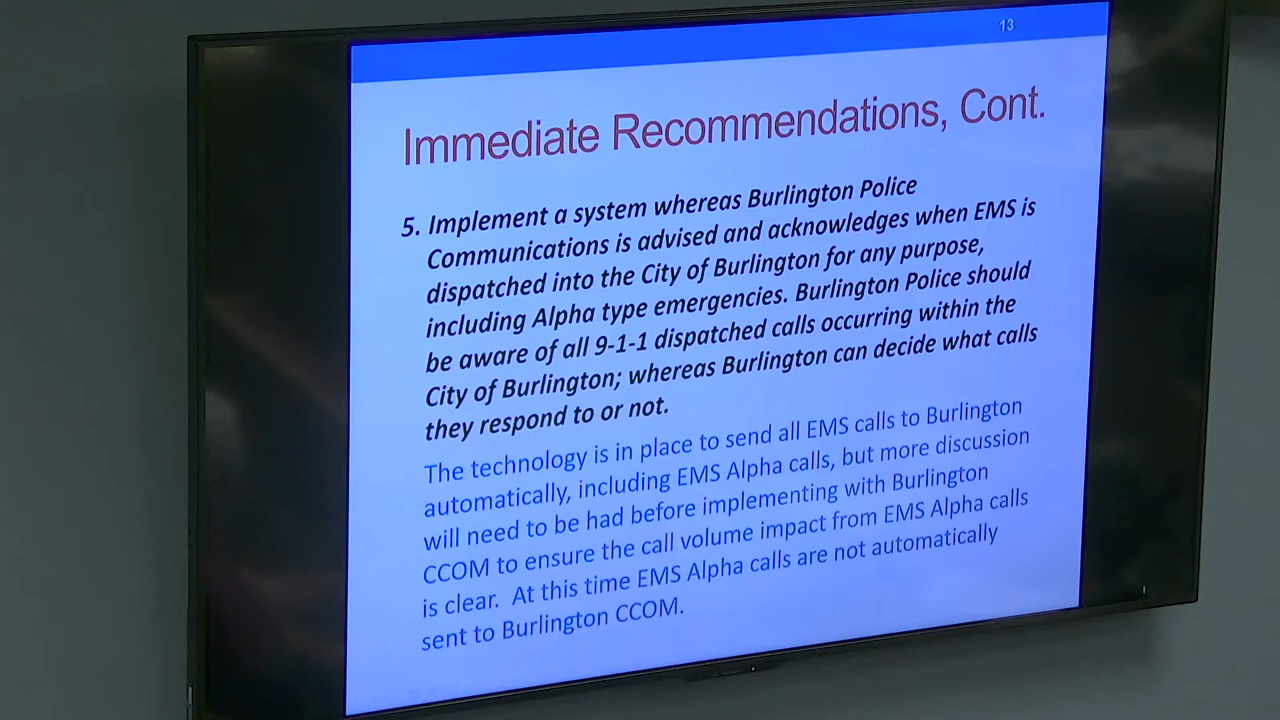 13
Immediate Recommendations, Cont.
5. Implement a system whereas Burlington Police
Communications is advised and acknowledges when EMS is
dispatched into the City of Burlington for any purpose,
including Alpha type emergencies. Burlington Police should
be aware of all 9-1-1 dispatched calls occurring within the
City of Burlington; whereas Burlington can decide what calls
they respond to or not.
The technology is in place to send all EMS calls to Burlington
automatically, including EMS Alpha calls, but more discussion
will need to be had before implementing with Burlington
CCOM to ensure the call volume impact from EMS Alpha calls
is clear. At this time EMS Alpha calls are not automatically
sent to Burlington CCOM.